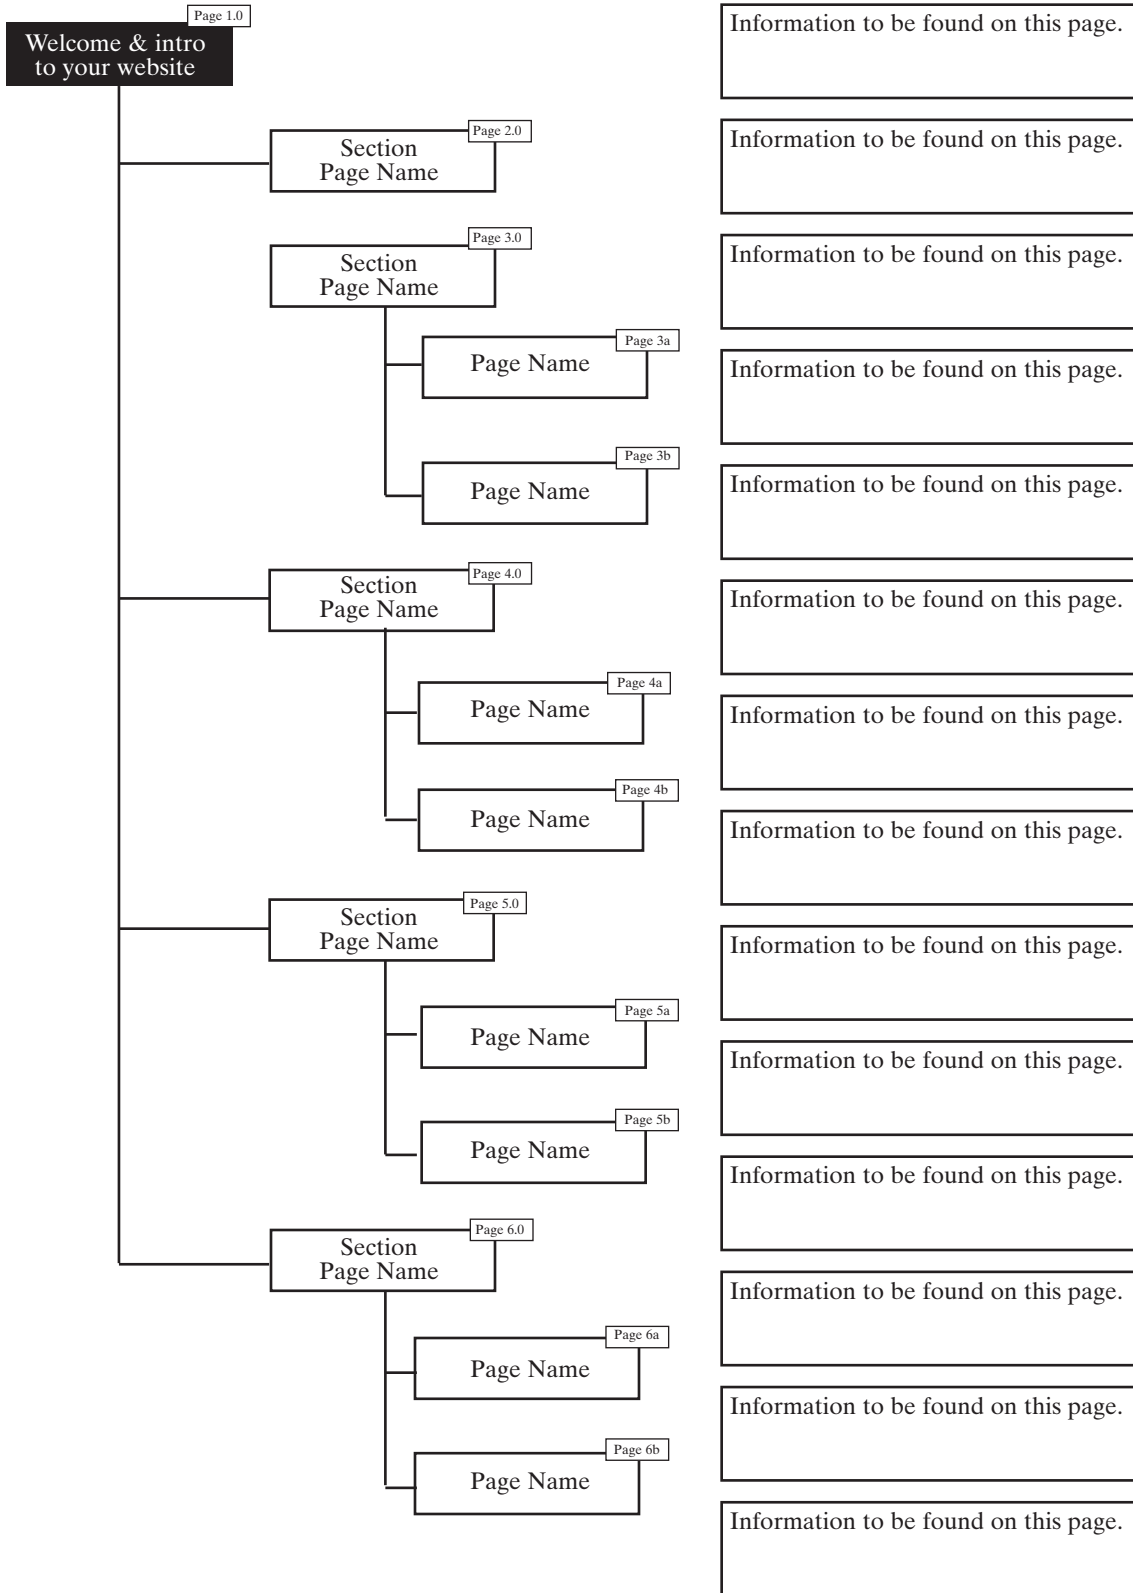 Page 1.0
Welcome & intro
to your website
Information to be found on this page.
Page 2.0
Section
Page Name
Information to be found on this page.
Page 3.0
Section
Page Name
Information to be found on this page.
Page 3a
Page Name
Information to be found on this page.
Page 3b
Page Name
Information to be found on this page.
Page 4.0
Section
Page Name
Information to be found on this page.
Page 4a
Page Name
Information to be found on this page.
Page 4b
Page Name
Information to be found on this page.
Page 5.0
Section
Page Name
Information to be found on this page.
Page 5a
Page Name
Information to be found on this page.
Page 5b
Page Name
Information to be found on this page.
Page 6.0
Section
Page Name
Information to be found on this page.
Page 6a
Page Name
Information to be found on this page.
Page 6b
Page Name
Information to be found on this page.